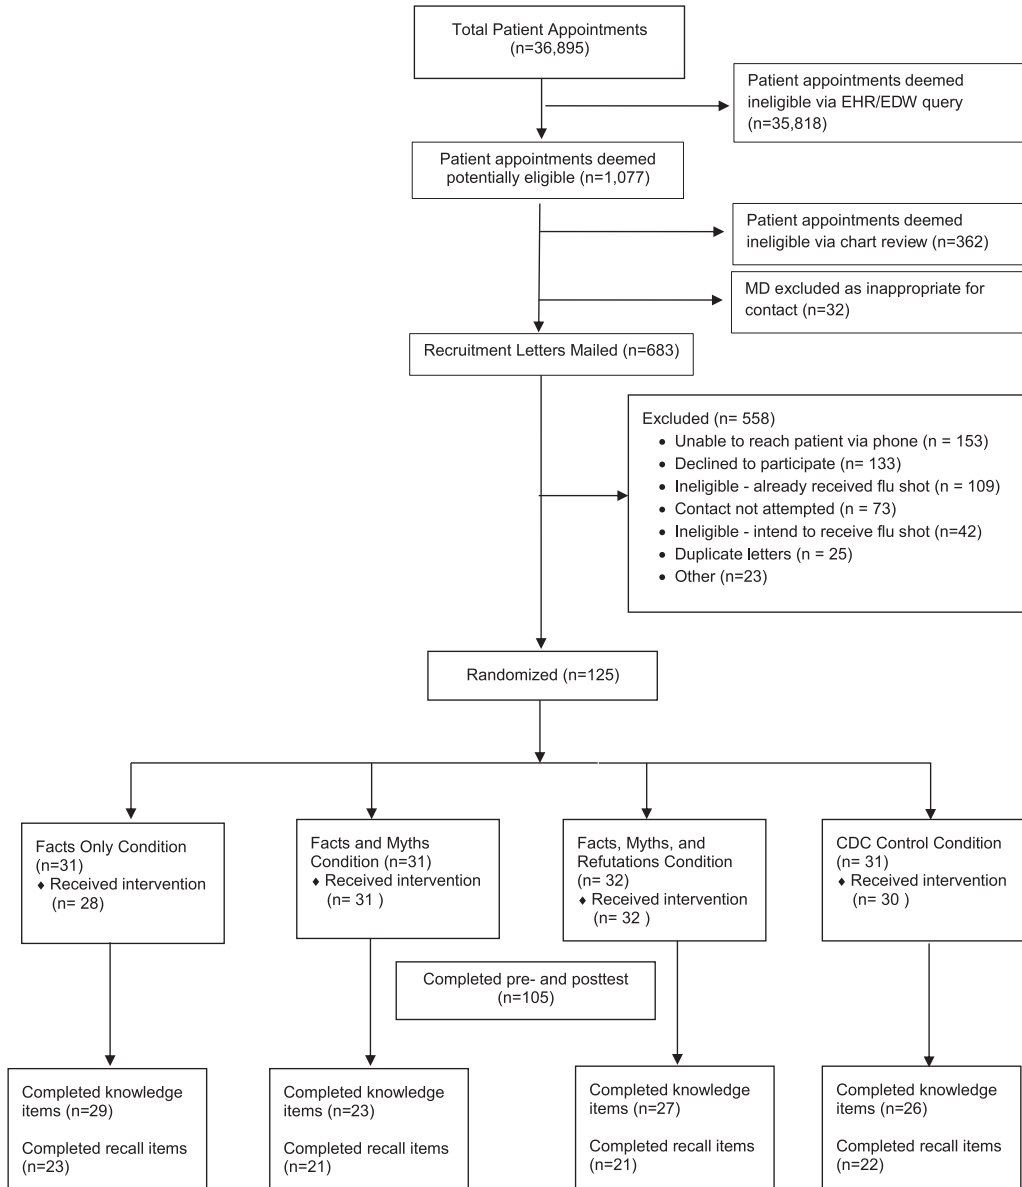 Total Patient Appointments
(n=36,895)
Patient appointments deemed
ineligible via EHR/EDW query
(n=35,818)
Patient appointments deemed
potentially eligible (n=1,077)
Patient appointments deemed
ineligible via chart review (n=362)
MD excluded as inappropriate for
contact (n=32)
Recruitment Letters Mailed (n=683)
Excluded (n= 558)
• Unable to reach patient via phone (n = 153)
• Declined to participate (n= 133)
• Ineligible - already received flu shot (n = 109)
• Contact not attempted (n = 73)
• Ineligible - intend to receive flu shot (n=42)
• Duplicate letters (n = 25)
• Other (n=23)
Randomized (n=125)
Facts Only Condition
(n=31)
♦ Received intervention
(n= 28)
Facts and Myths
Condition (n=31)
♦ Received intervention
(n= 31 )
Facts, Myths, and
Refutations Condition
(n= 32)
♦ Received intervention
(n= 32 )
CDC Control Condition
(n= 31)
♦ Received intervention
(n= 30 )
Completed pre- and posttest
(n=105)
Completed knowledge
items (n=29)
Completed recall items
(n=23)
Completed knowledge
items (n=23)
Completed recall items
(n=21)
Completed knowledge
items (n=27)
Completed recall items
(n=21)
Completed knowledge
items (n=26)
Completed recall items
(n=22)